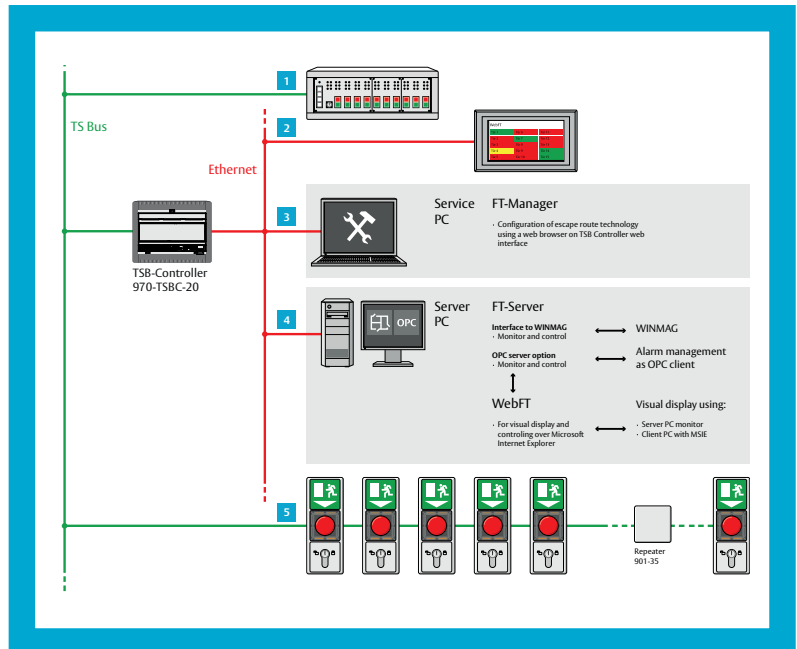 1
TS Bus
2
WebFT
Ethernet
3
Service
PC
FT-Manager
· Configuration of escape route technology
using a web browser on TSB Controller web
interface
TSB-Controller
970-TSBC-20
4
OPC
Server
PC
FT-Server
Interface to WINMAG
· Monitor and control
WINMAG
OPC server option
· Monitor and control
Alarm management
as OPC client
WebFT
· For visual display and
controling over Microsoft
Internet Explorer
Visual display using:
· Server PC monitor
· Client PC with MSIE
5
Repeater
901-35